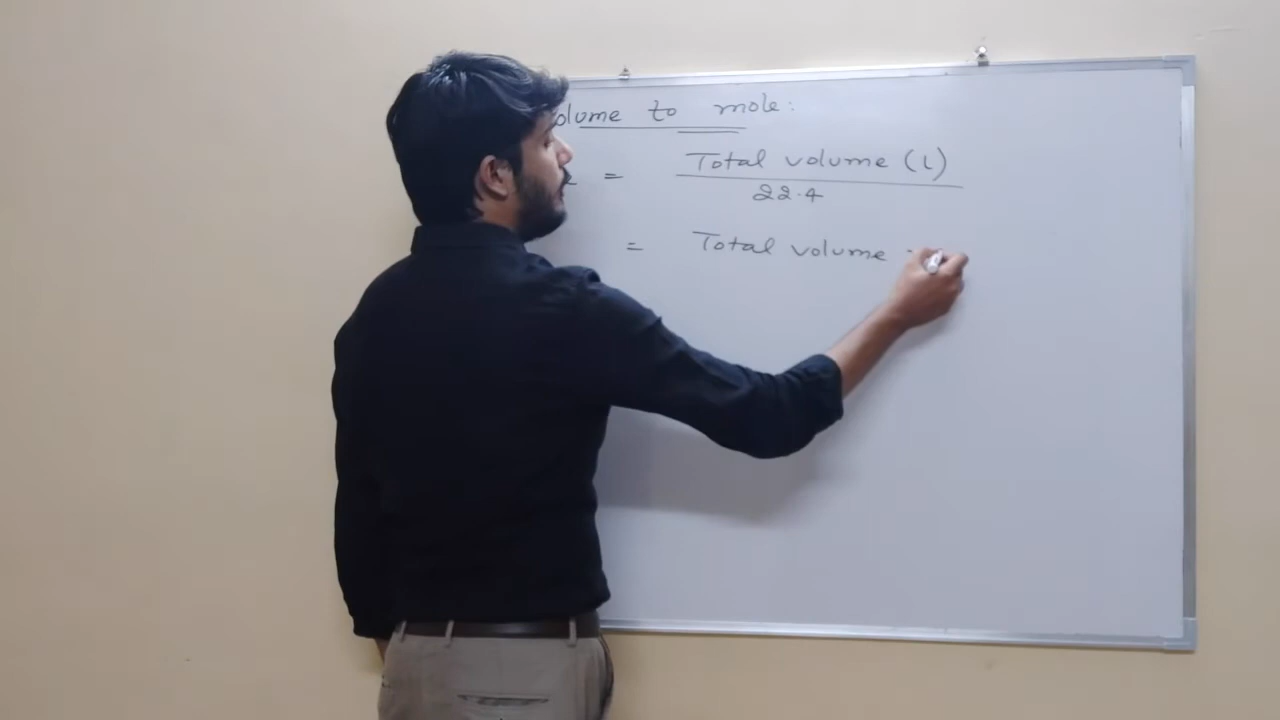 olume to mole:
= Total volume (L)
22.4
= Total volume